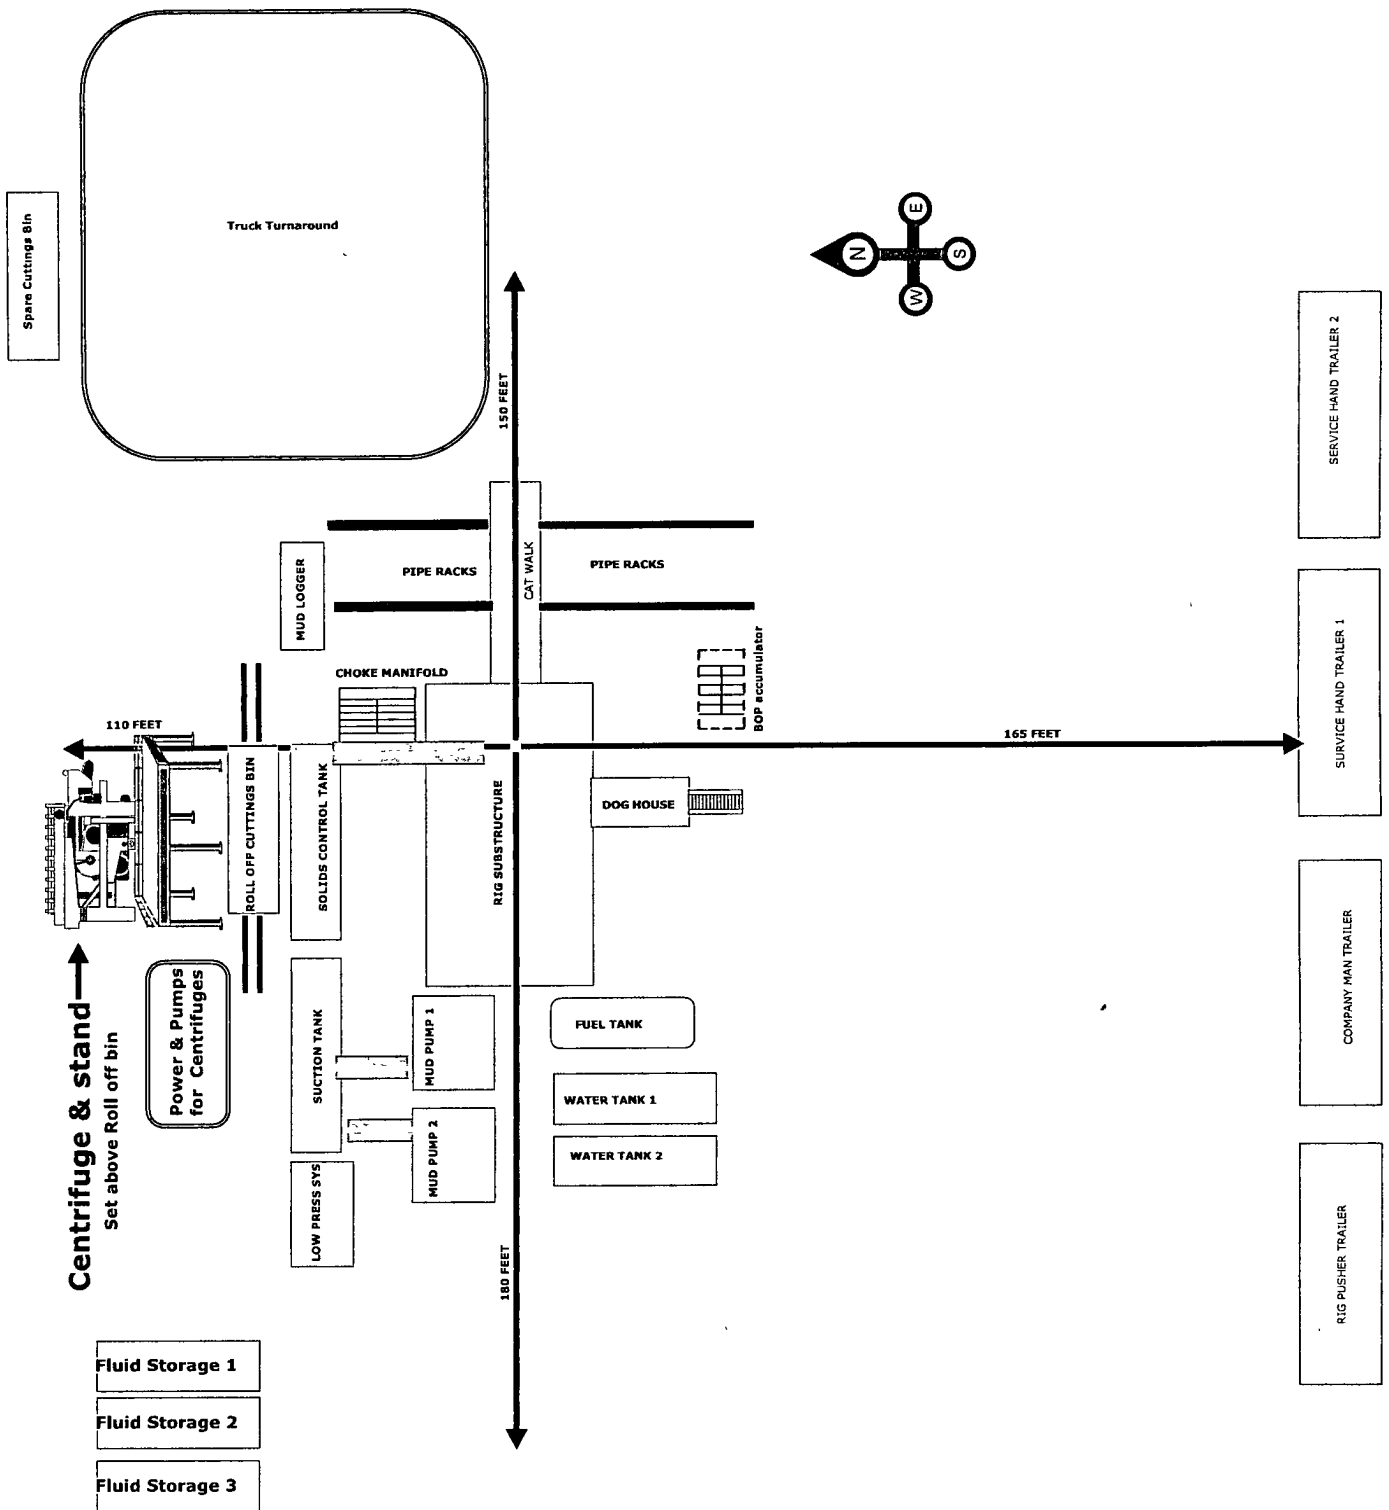 Spare Cuttings Bin
Truck Turnaround
N
E
S
W
150 FEET
SERVICE HAND TRAILER 2
MUD LOGGER
PIPE RACKS
CAT WALK
PIPE RACKS
CHOKE MANIFOLD
BOP accumulator
SURVICE HAND TRAILER 1
110 FEET
165 FEET
ROLL OFF CUTTINGS BIN
SOLIDS CONTROL TANK
RIG SUBSTRUCTURE
DOG HOUSE
Centrifuge & stand
Set above Roll off bin
Power & Pumps
for Centrifuges
SUCTION TANK
MUD PUMP 1
FUEL TANK
COMPANY MAN TRAILER
MUD PUMP 2
WATER TANK 1
WATER TANK 2
LOW PRESS SYS
180 FEET
RIG PUSHER TRAILER
Fluid Storage 1
Fluid Storage 2
Fluid Storage 3